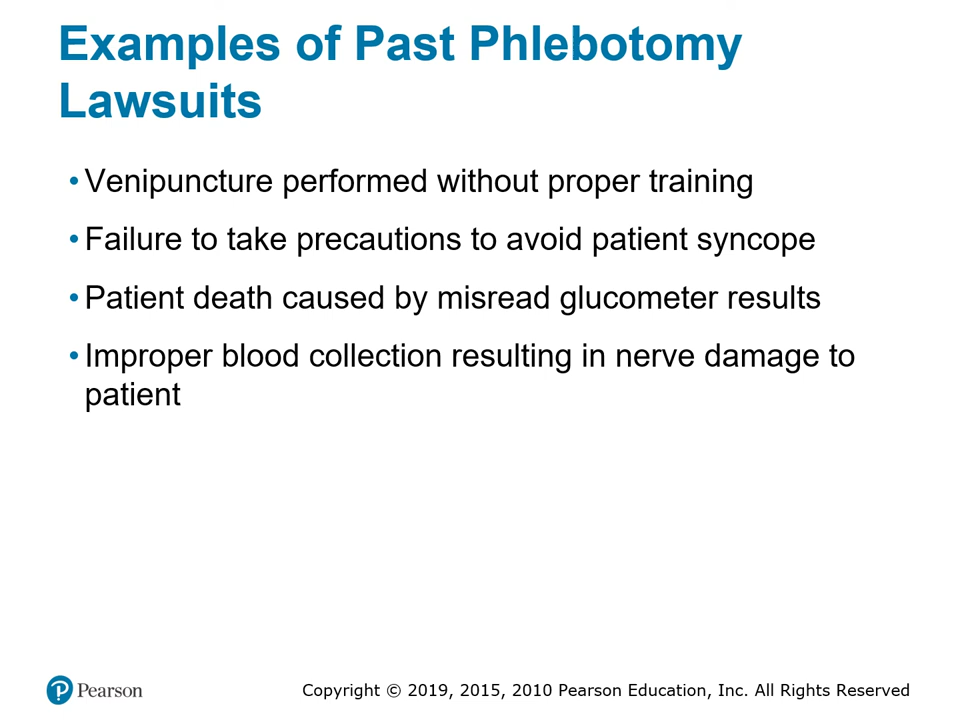 Examples of Past Phlebotomy
Lawsuits
• Venipuncture performed without proper training
• Failure to take precautions to avoid patient syncope
• Patient death caused by misread glucometer results
• Improper blood collection resulting in nerve damage to
patient
Pearson
Copyright © 2019, 2015, 2010 Pearson Education, Inc. All Rights Reserved